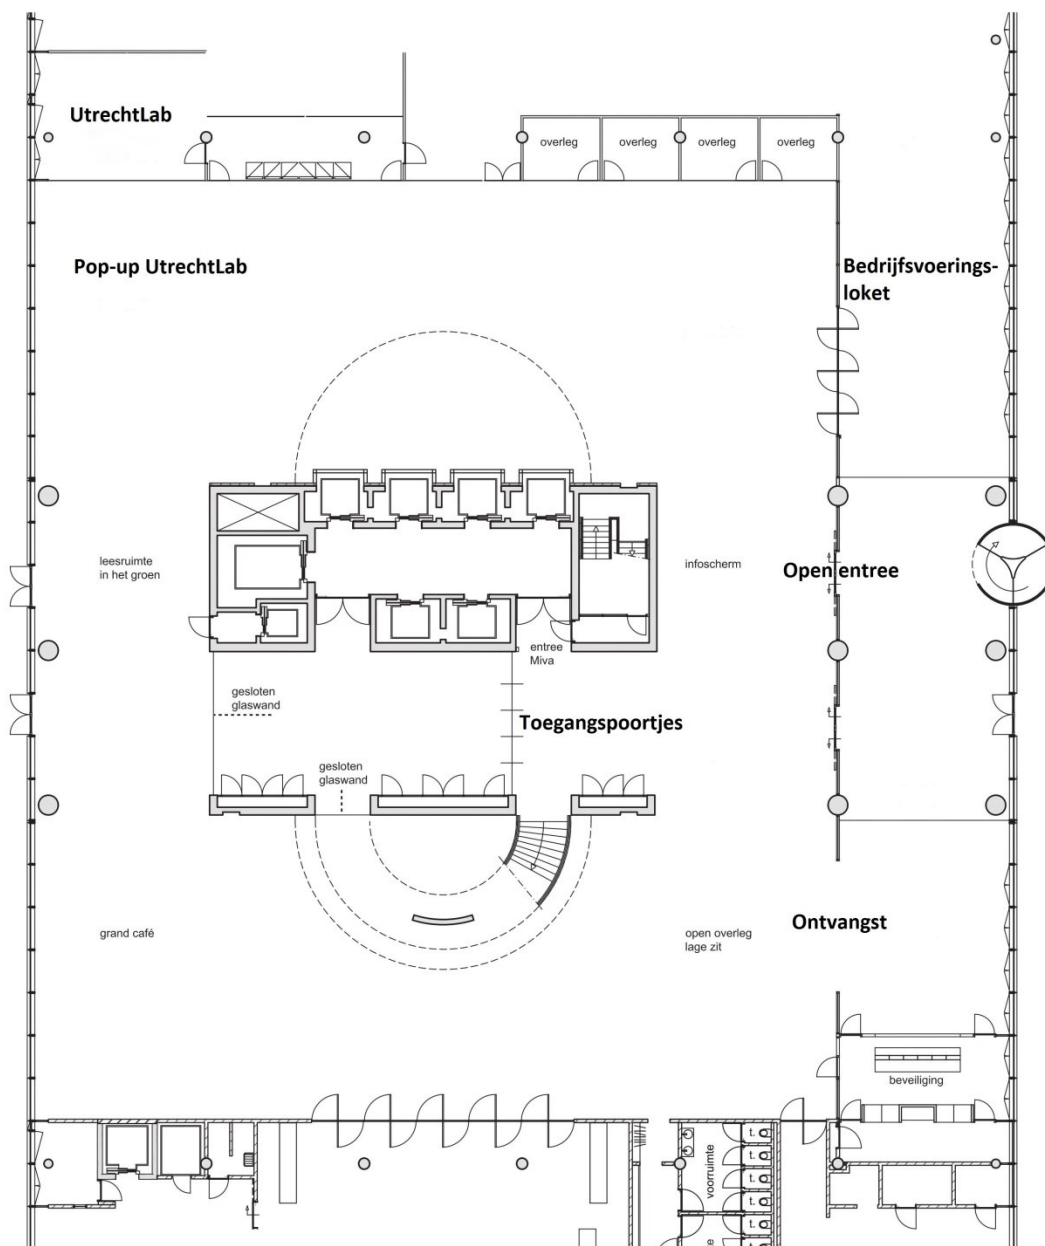 UtrechtLab
overleg
overleg
overleg
overleg
Pop-up UtrechtLab
Bedrijfsvoerings-
loket
leesruimte
in het groen
infoscherm
Open entree
entree
Miva
gesloten
glaswand
Toegangspoortjes
gesloten
glaswand
grand café
open overleg
lage zit
Ontvangst
beveiliging
voorruimte
t.
t.
t.
t.
t.
t.